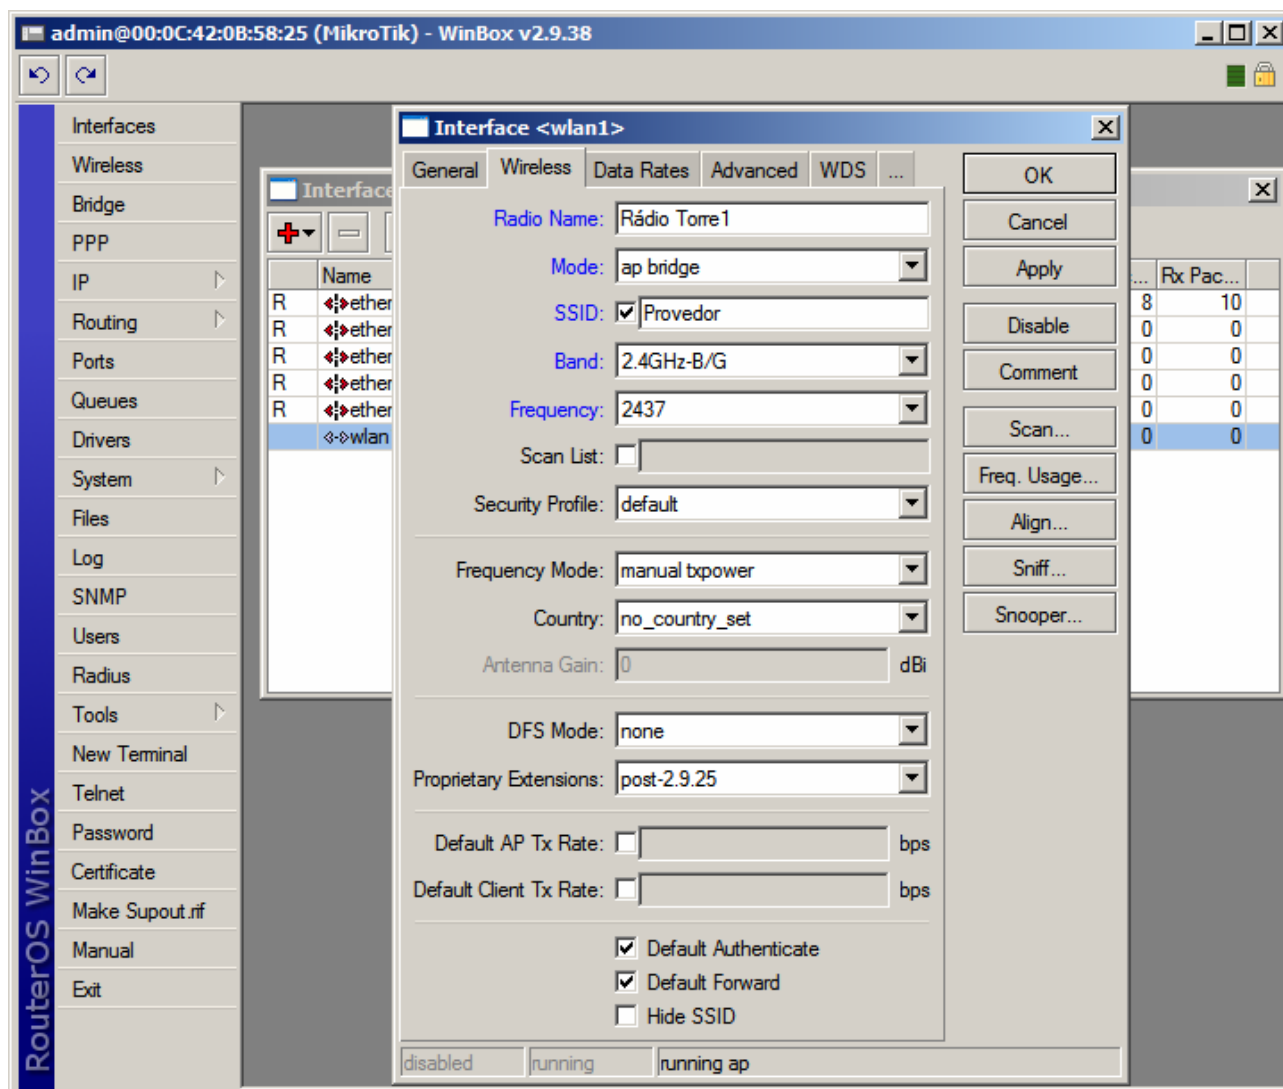 admin@00:0C:42:0B:58:25 (MikroTik) - WinBox v2.9.38
RouterOS WinBox
Interfaces
Wireless
Bridge
PPP
IP
Routing
Ports
Queues
Drivers
System
Files
Log
SNMP
Users
Radius
Tools
New Terminal
Telnet
Password
Certificate
Make Supout.rif
Manual
Exit
Interface
Name
R ether
R ether
R ether
R ether
R ether
wlan
... Rx Pac...
8 10
0 0
0 0
0 0
0 0
0 0
Interface <wlan1>
General Wireless Data Rates Advanced WDS ...
Radio Name: Rádio Torre1
Mode: ap bridge
SSID: Provedor
Band: 2.4GHz-B/G
Frequency: 2437
Scan List:
Security Profile: default
Frequency Mode: manual txpower
Country: no_country_set
Antenna Gain: 0 dBi
DFS Mode: none
Proprietary Extensions: post-2.9.25
Default AP Tx Rate: bps
Default Client Tx Rate: bps
Default Authenticate
Default Forward
Hide SSID
disabled running running ap
OK
Cancel
Apply
Disable
Comment
Scan...
Freq. Usage...
Align...
Sniff...
Snooper...